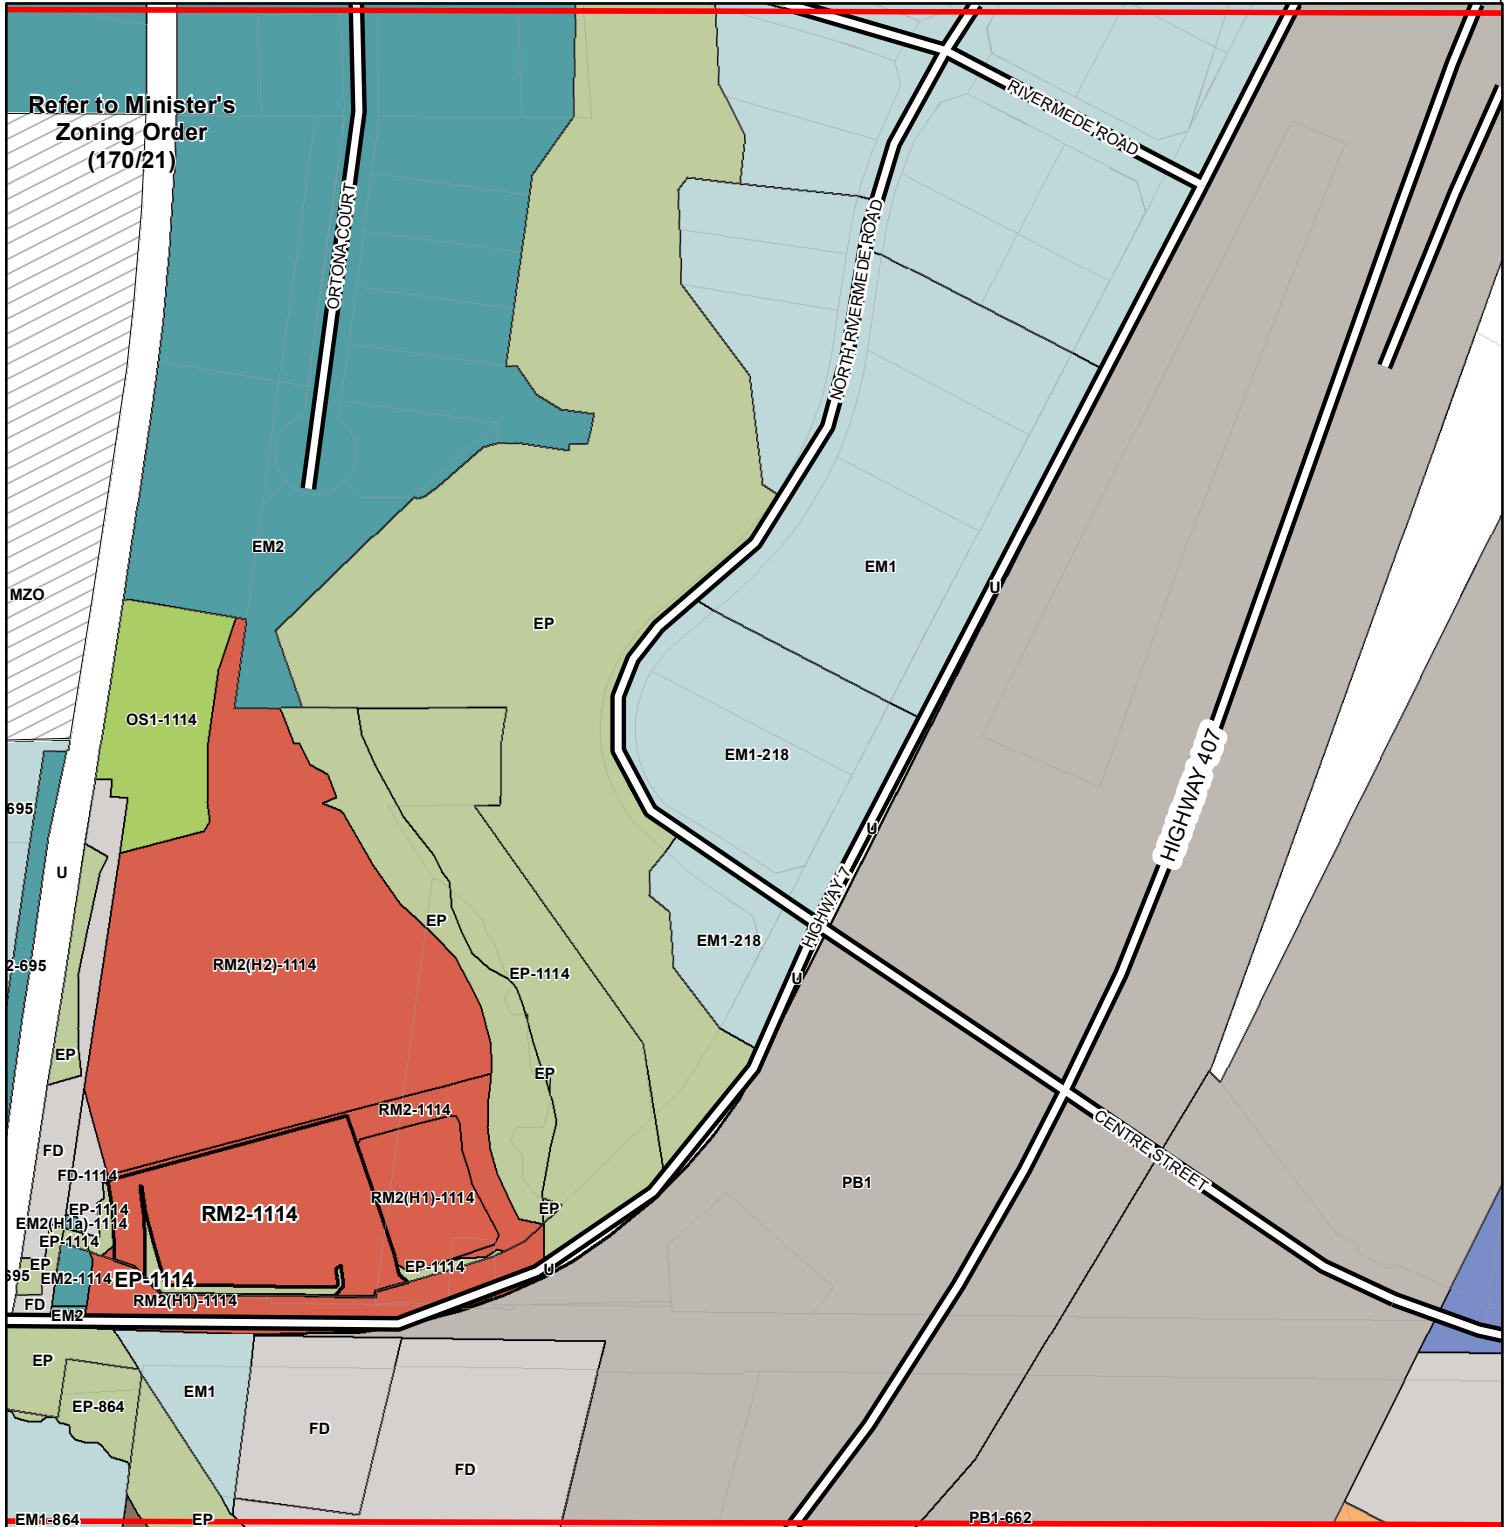 Refer to Minister's
Zoning Order
(170/21)
RIVERMEDE ROAD
ORTONA COURT
NORTH RIVERMEDE ROAD
EM2
EM1
U
MZO
EP
OS1-1114
EM1-218
HIGHWAY 407
695
U
U
HIGHWAY 7
EP
EM1-218
2-695
RM2(H2)-1114
EP-1114
U
EP
EP
RM2-1114
CENTRE STREET
FD
FD-1114
PB1
RM2(H1)-1114
EP-1114
EP
RM2-1114
EM2(H1a)-1114
EP-1114
EP
EP-1114
U
695
EM2-1114
EP-1114
RM2(H1)-1114
FD
EM2
EP
EM1
EP-864
FD
FD
EM1-864
EP
PB1-662